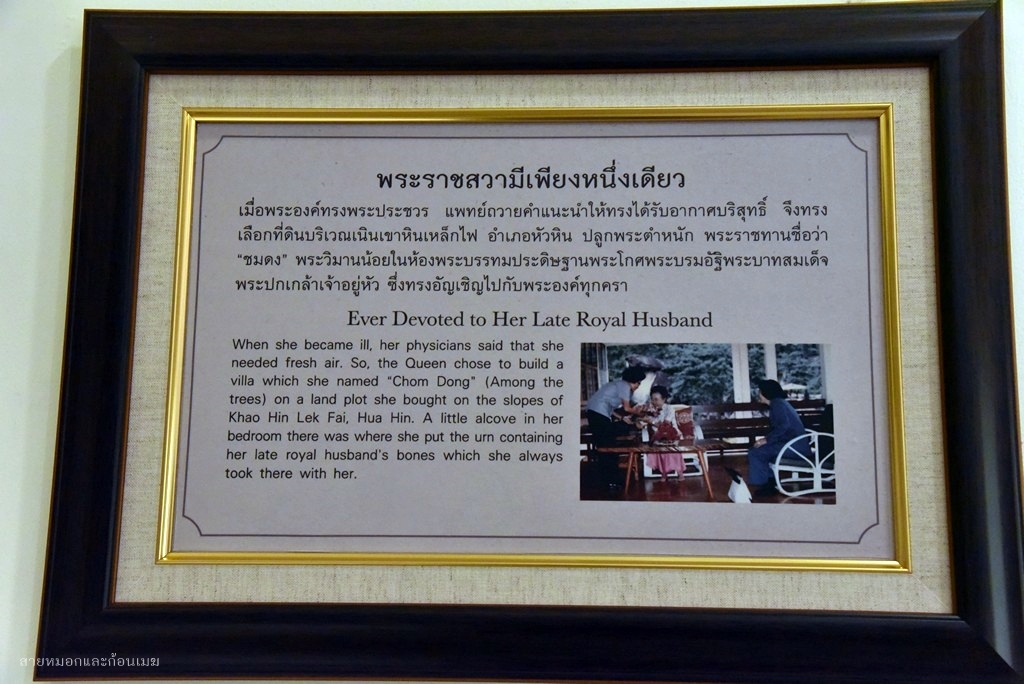 พระราชสวามีเพียงหนึ่งเดียว
เมื่อพระองค์ทรงพระประชวร แพทย์ถวายคำแนะนำให้ทรงได้รับอากาศบริสุทธิ์ จึงทรง
เลือกที่ดินบริเวณเนินเขาหินเหล็กไฟ อำเภอหัวหิน ปลูกพระตำหนัก พระราชทานชื่อว่า
“ชมดง” พระวิมานน้อยในห้องพระบรรทมประดิษฐานพระโกศพระบรมอัฐิพระบาทสมเด็จ
พระปกเกล้าเจ้าอยู่หัว ซึ่งทรงอัญเชิญไปกับพระองค์ทุกครา
Ever Devoted to Her Late Royal Husband
When she became ill, her physicians said that she
needed fresh air. So, the Queen chose to build a
villa which she named “Chom Dong” (Among the
trees) on a land plot she bought on the slopes of
Khao Hin Lek Fai, Hua Hin. A little alcove in her
bedroom there was where she put the urn containing
her late royal husband's bones which she always
took there with her.
สายหมอกและก้อนเมฆ